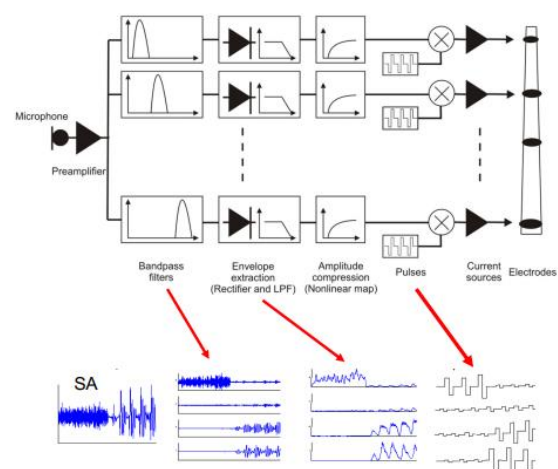 Microphone
Preamplifier
Bandpass
filters
Envelope
extraction
(Rectifier and LPF)
Amplitude
compression
(Nonlinear map)
Pulses
Current
sources
Electrodes
SA